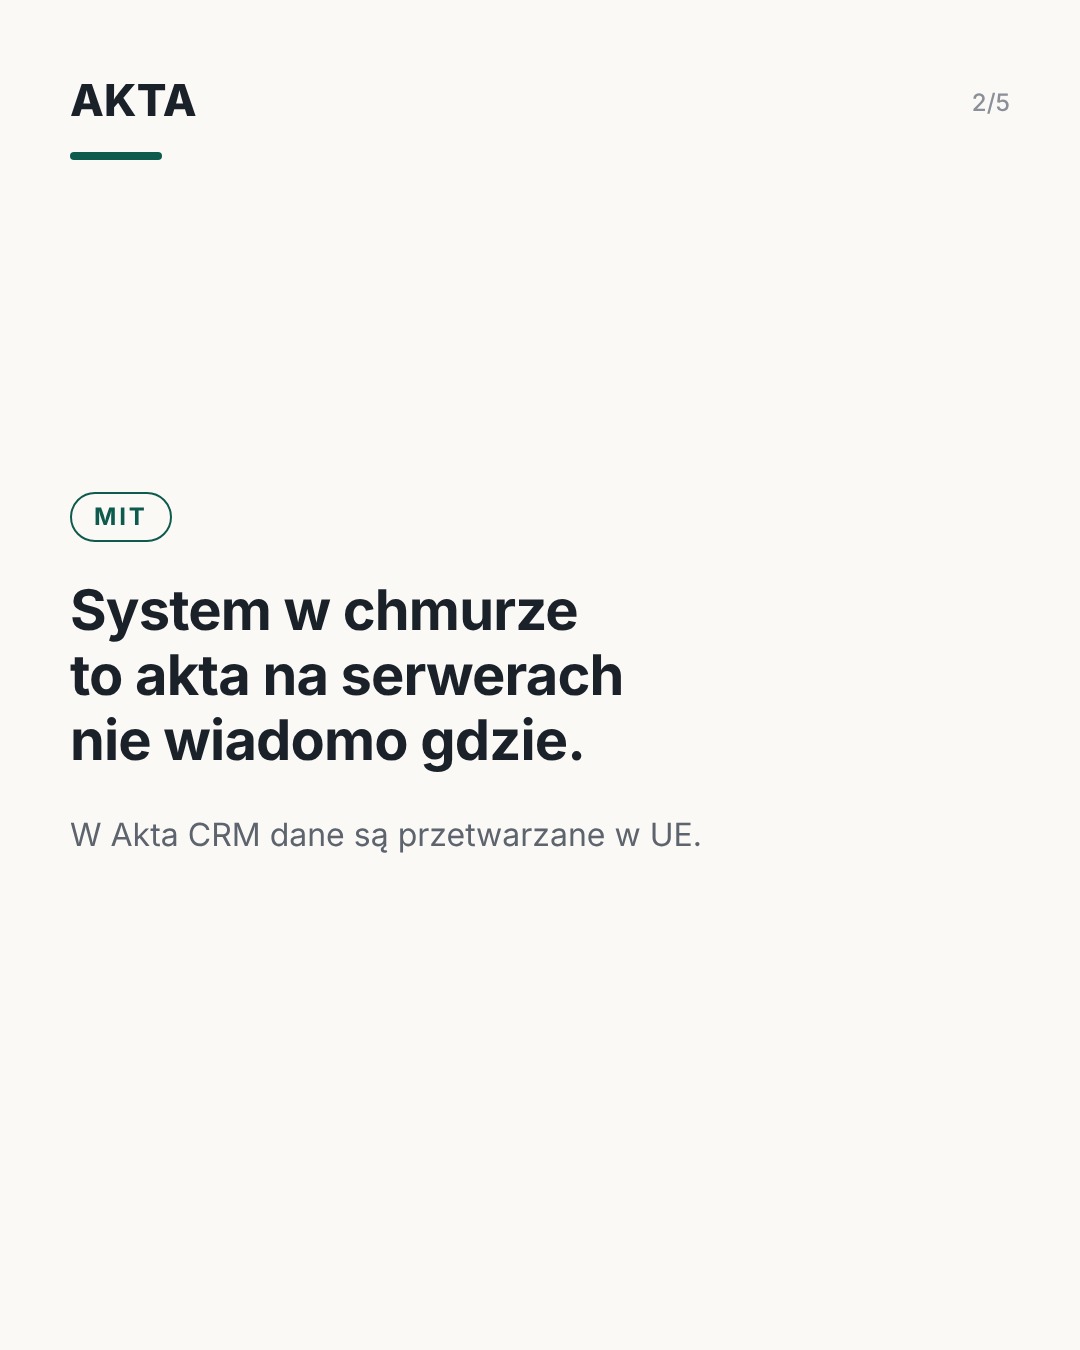 AKTA
2/5
MIT
System w chmurze
to akta na serwerach
nie wiadomo gdzie.
W Akta CRM dane są przetwarzane w UE.